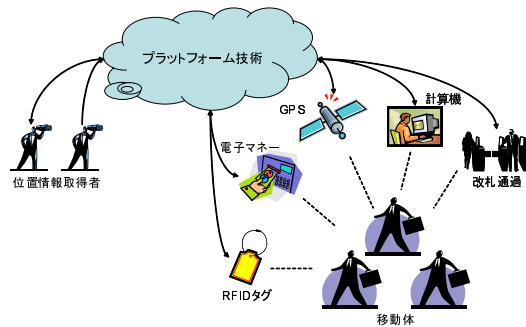 プラットフォーム技術
GPS
計算機
電子マネー
位置情報取得者
改札通過
RFIDタグ
移動体